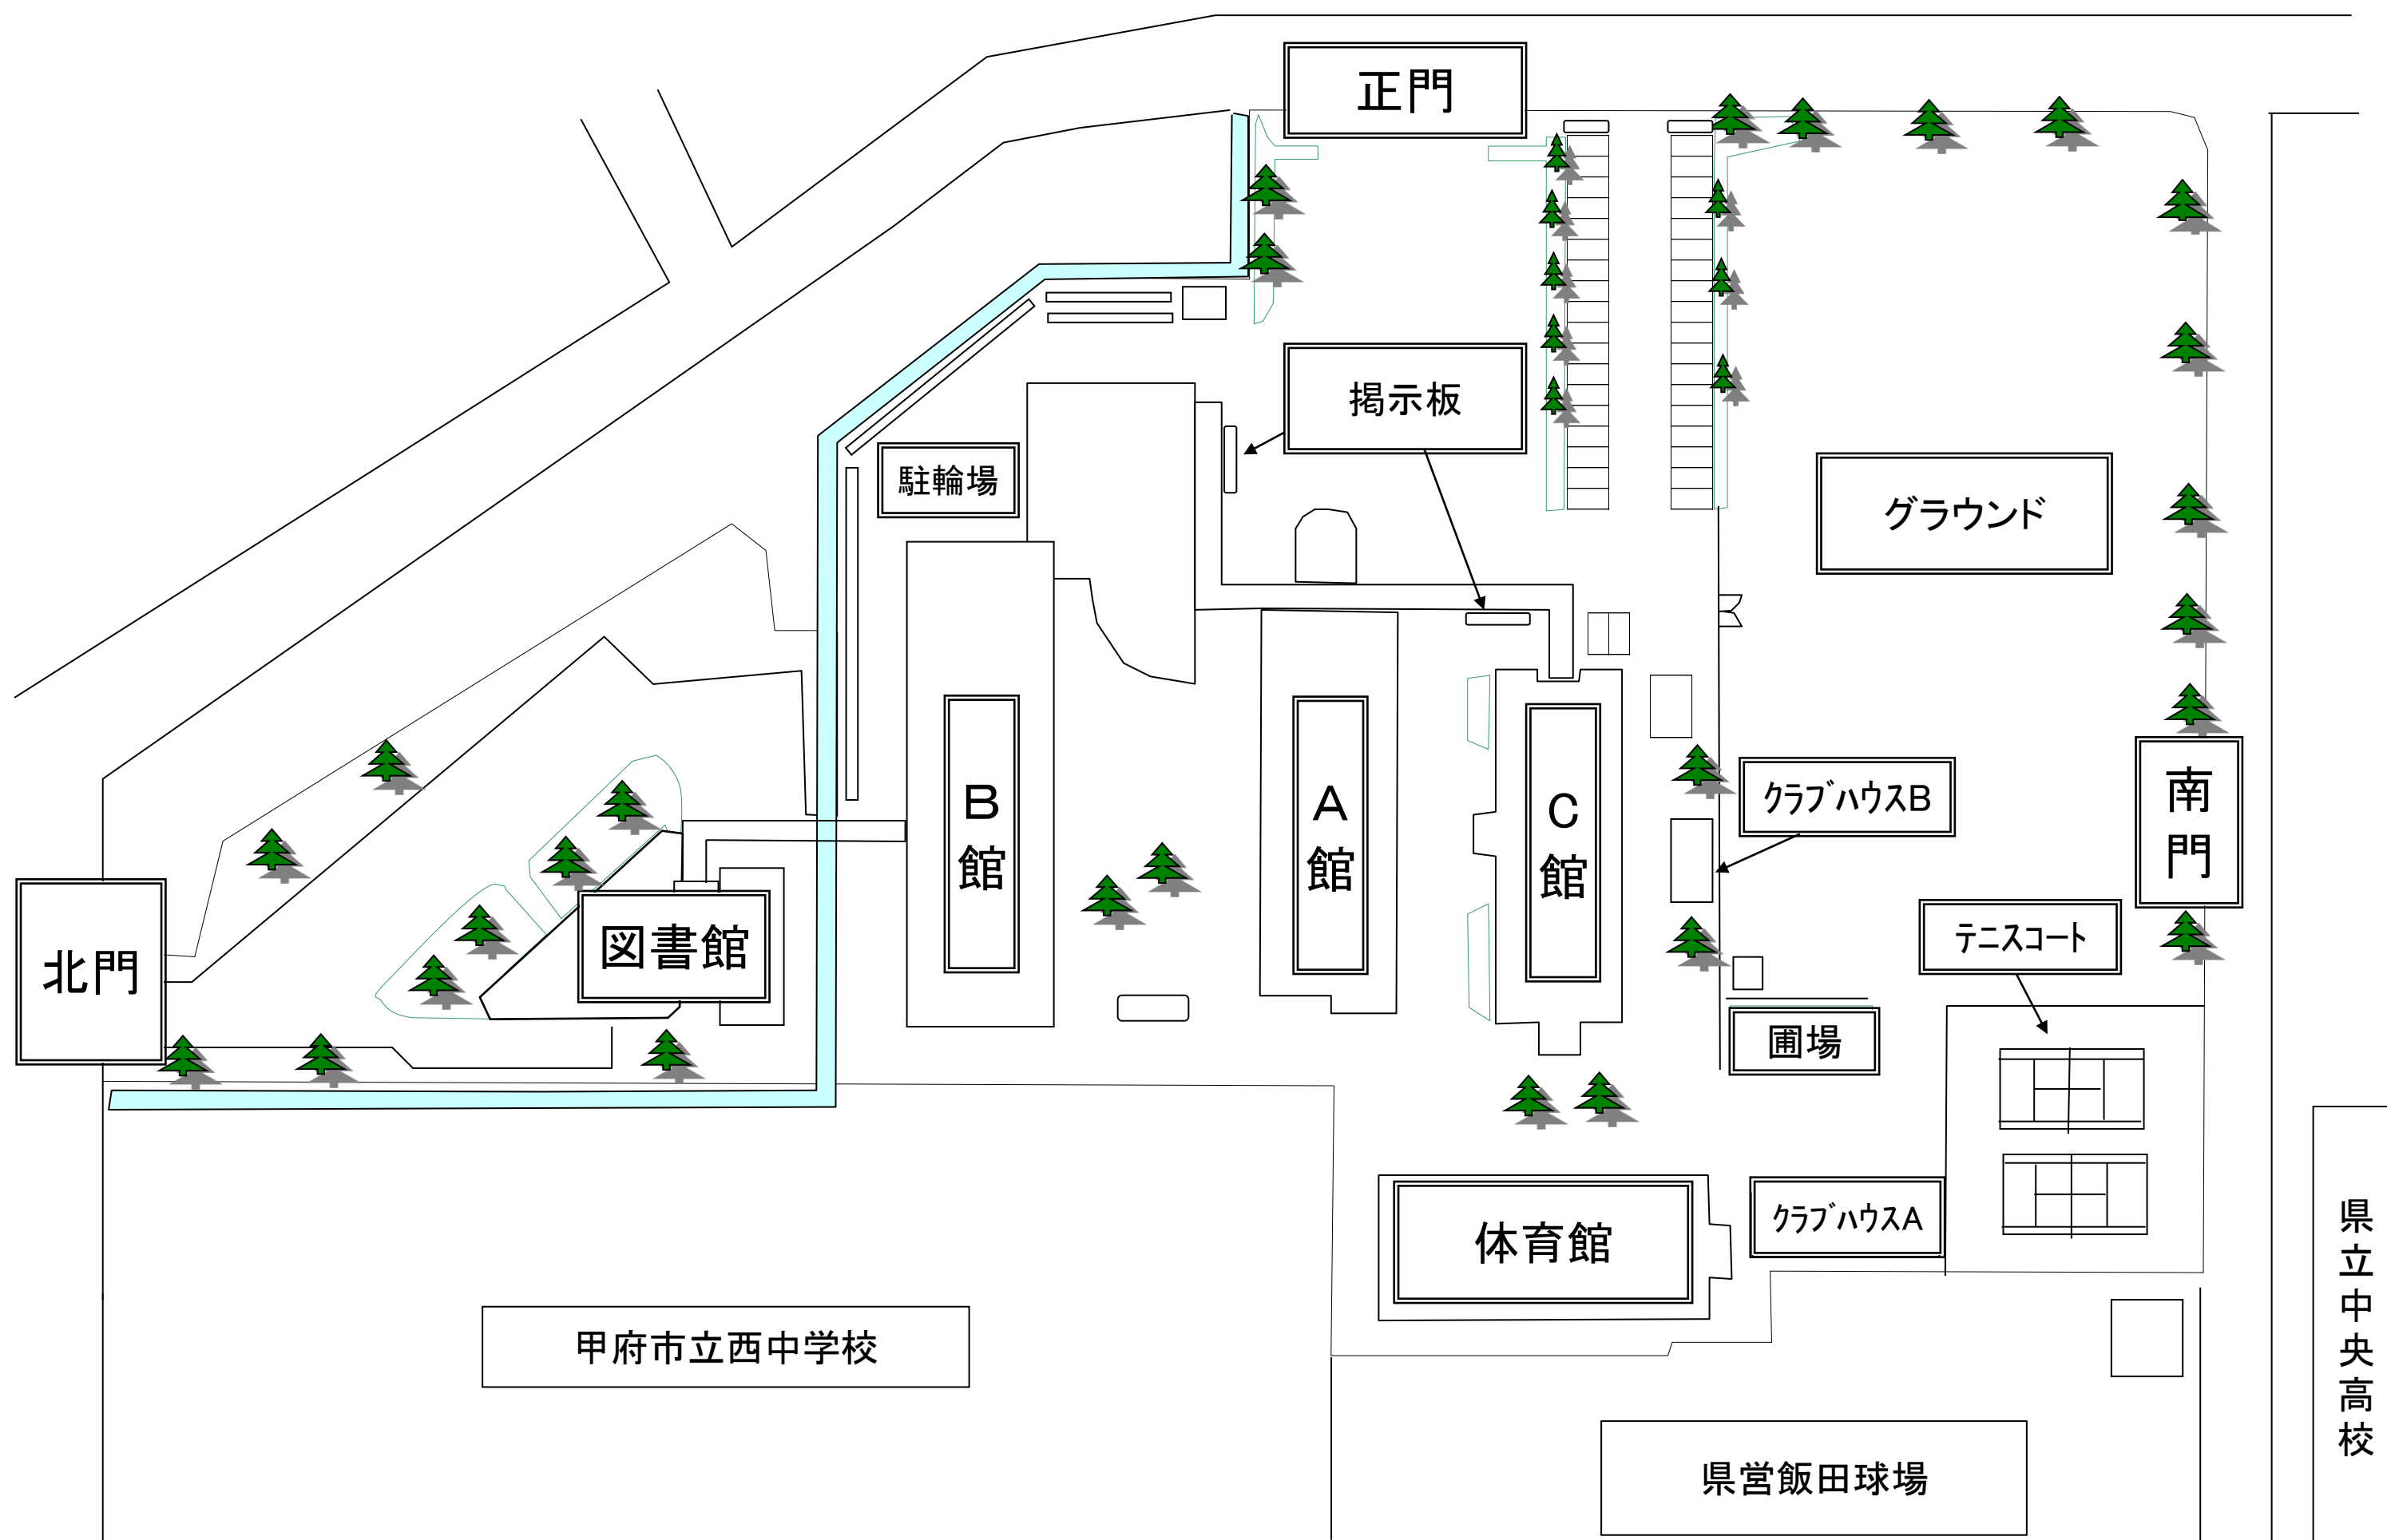 正門
掲示板
駐輪場
グラウンド
B館
A館
C館
ｸﾗﾌﾞﾊｳｽB
南門
図書館
北門
ﾃﾆｽｺｰﾄ
圃場
体育館
ｸﾗﾌﾞﾊｳｽA
県立中央高校
甲府市立西中学校
県営飯田球場